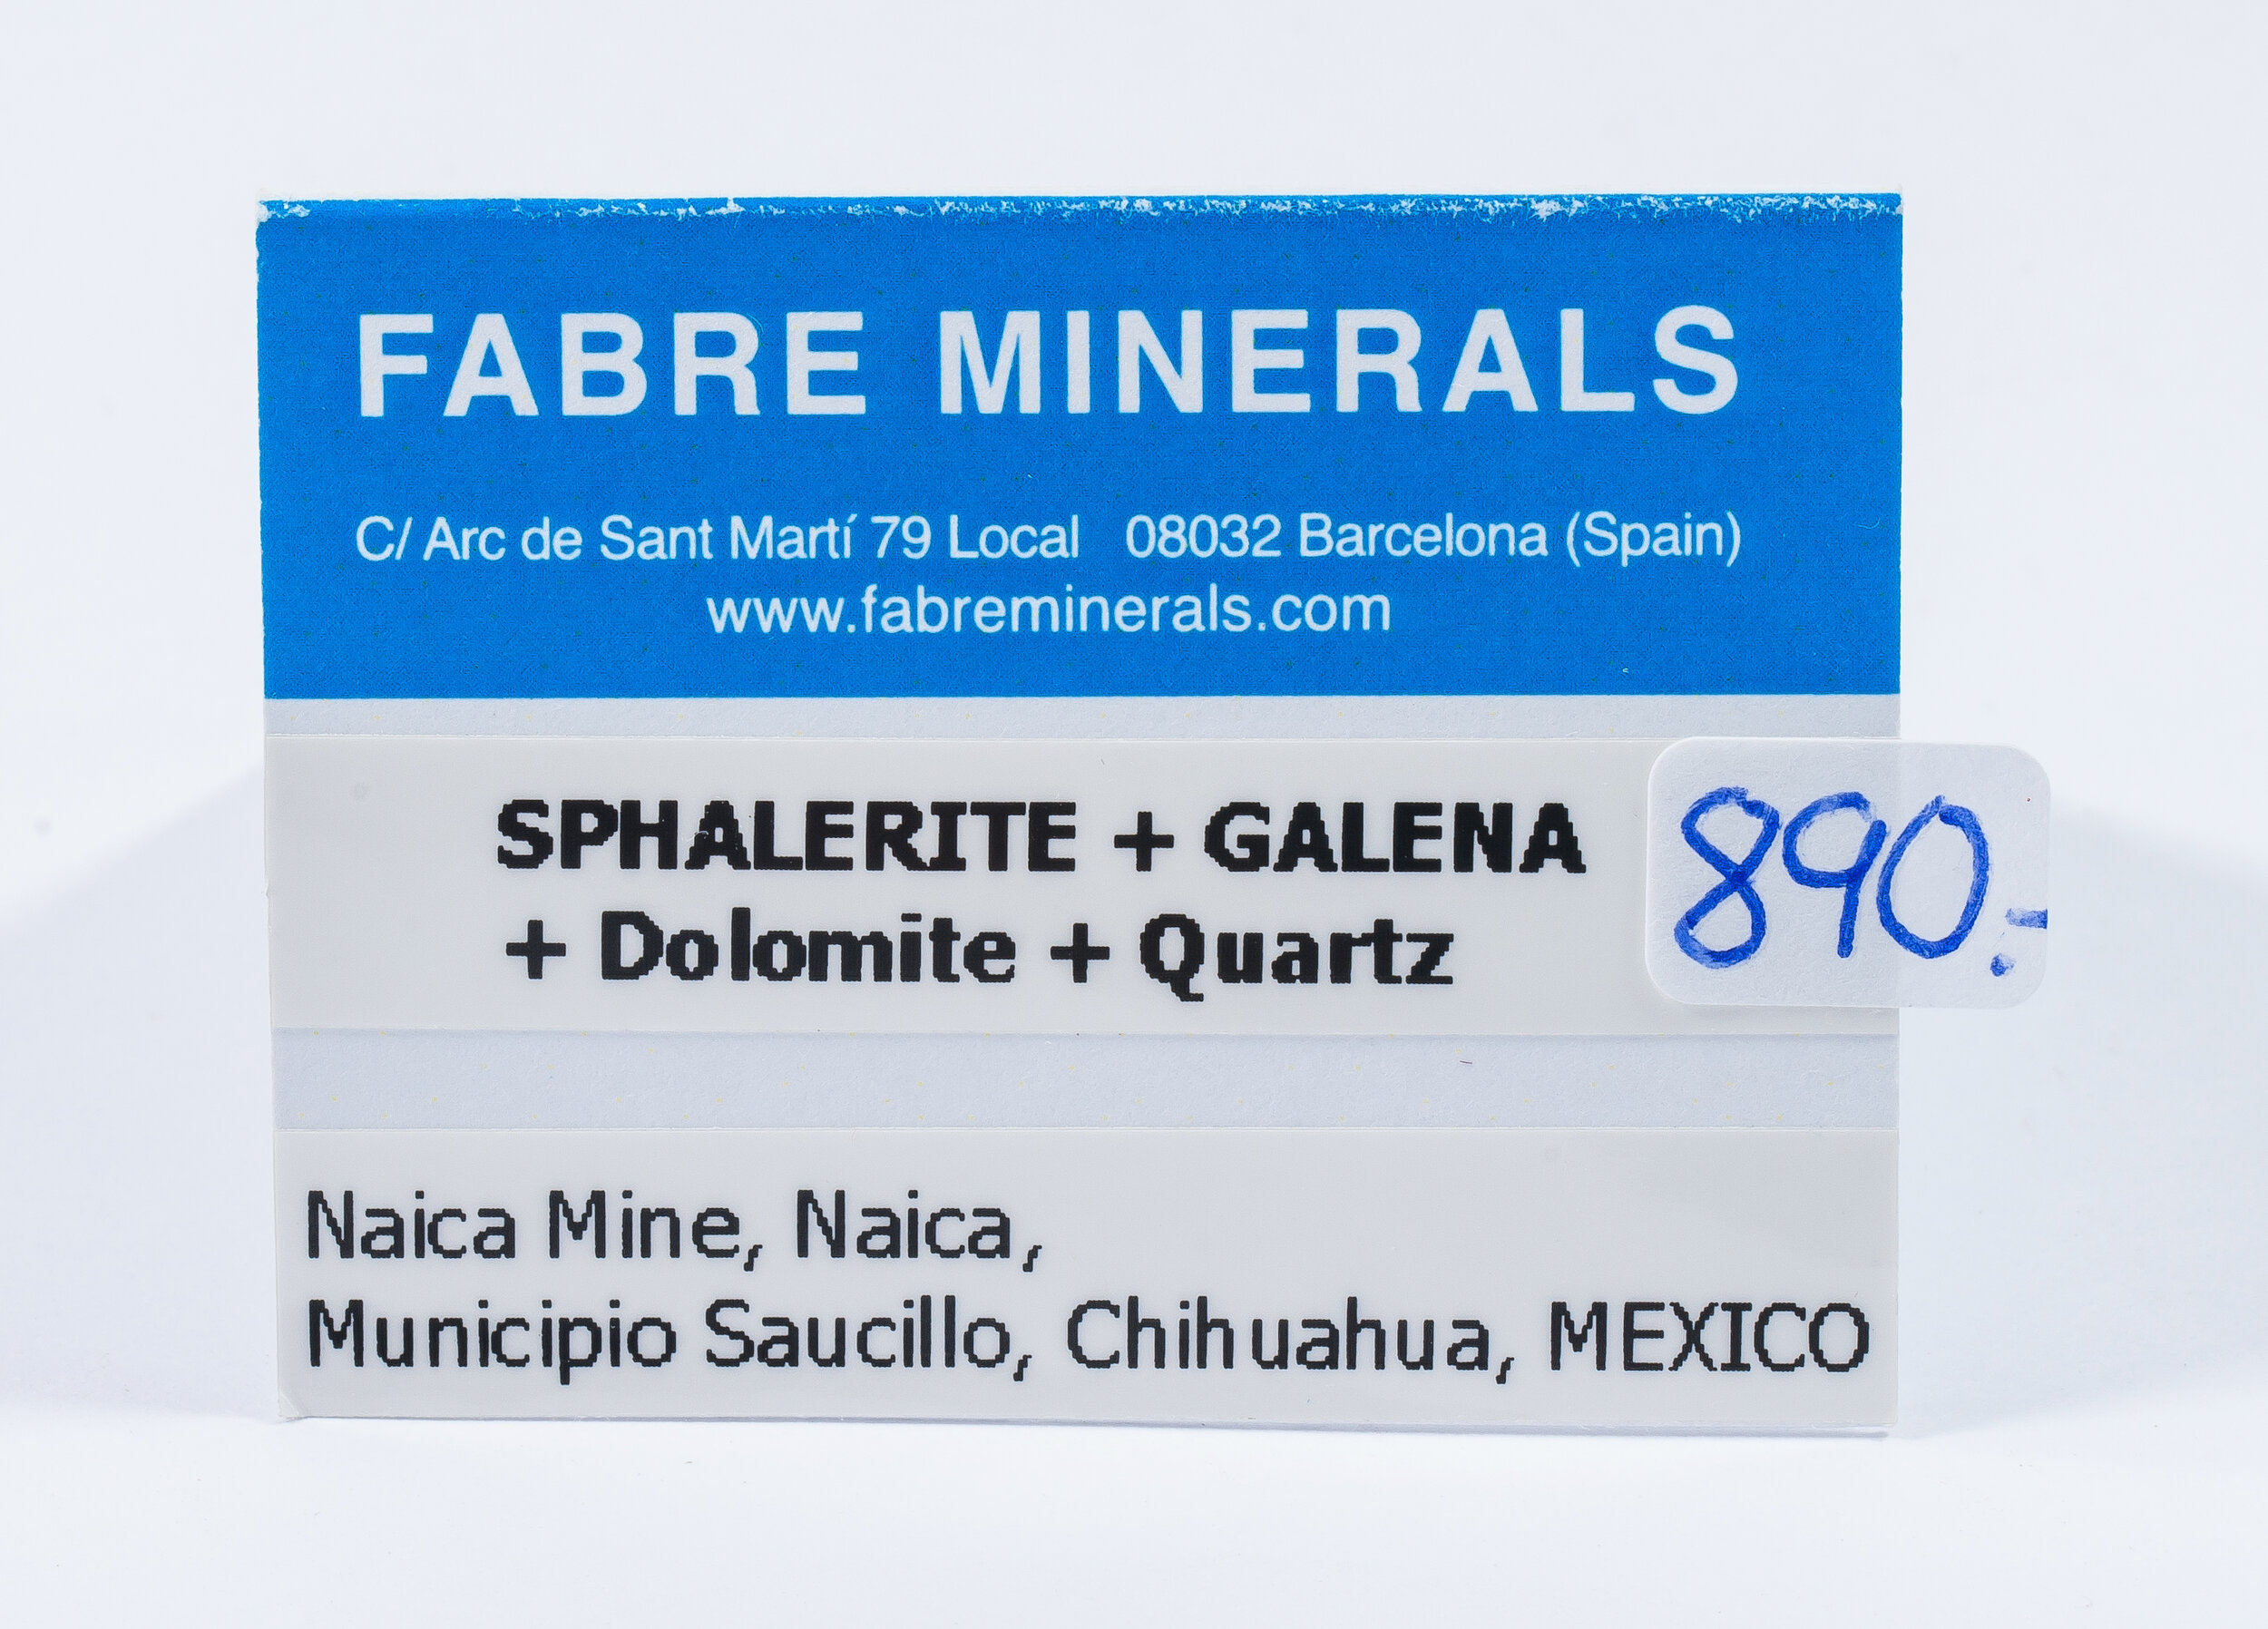 FABRE MINERALS
C/ Arc de Sant Martí 79 Local 08032 Barcelona (Spain)
www.fabreminerals.com
SPHALERITE + GALENA
+ Dolomite + Quartz
890.-
Naica Mine, Naica,
Municipio Saucillo, Chihuahua, MEXICO